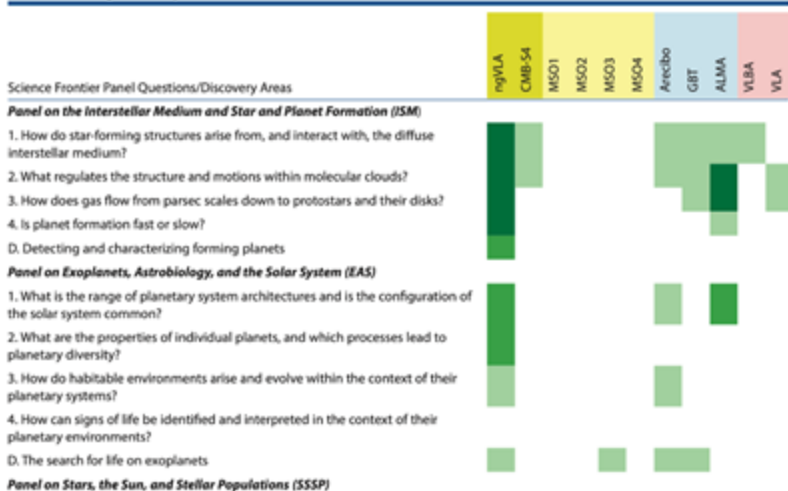 Science Frontier Panel Questions/Discovery Areas
ngVLA
CMB-S4
MSO1
MSO2
MSO3
MSO4
Arecibo
GBT
ALMA
VLBA
VLA
Panel on the Interstellar Medium and Star and Planet Formation (ISM)
1. How do star-forming structures arise from, and interact with, the diffuse
interstellar medium?
2. What regulates the structure and motions within molecular clouds?
3. How does gas flow from parsec scales down to protostars and their disks?
4. Is planet formation fast or slow?
D. Detecting and characterizing forming planets
Panel on Exoplanets, Astrobiology, and the Solar System (EAS)
1. What is the range of planetary system architectures and is the configuration of
the solar system common?
2. What are the properties of individual planets, and which processes lead to
planetary diversity?
3. How do habitable environments arise and evolve within the context of their
planetary systems?
4. How can signs of life be identified and interpreted in the context of their
planetary environments?
D. The search for life on exoplanets
Panel on Stars, the Sun, and Stellar Populations (SSSP)